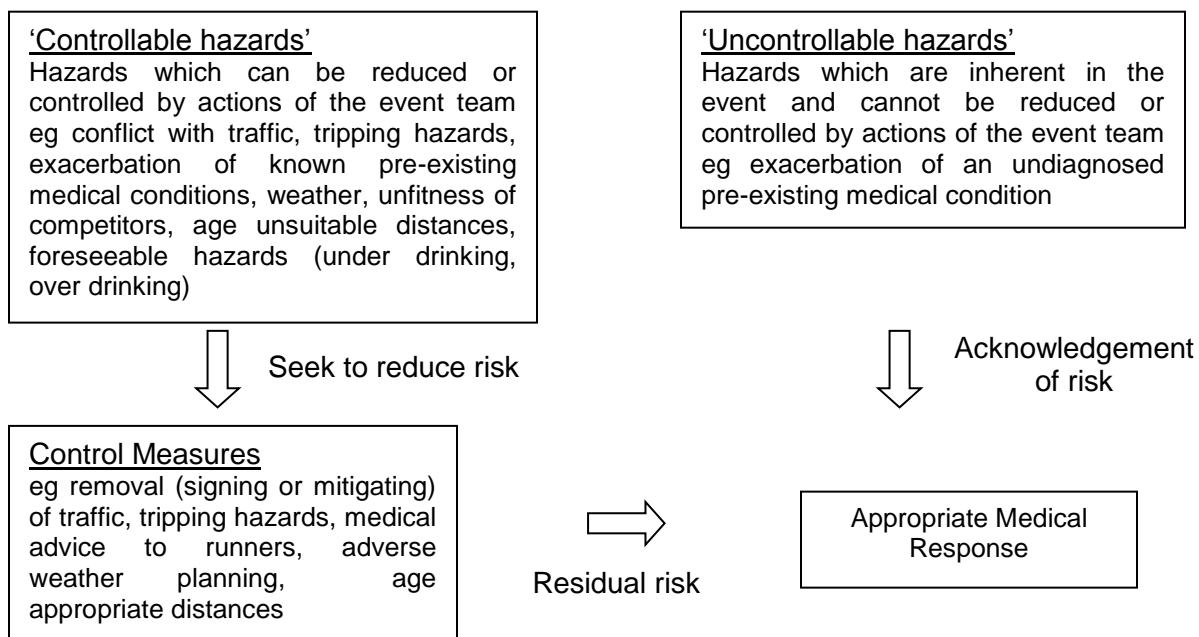 ‘Controllable hazards’
Hazards which can be reduced or
controlled by actions of the event team
eg conflict with traffic, tripping hazards,
exacerbation of known pre-existing
medical conditions, weather, unfitness of
competitors, age unsuitable distances,
foreseeable hazards (under drinking,
over drinking)
‘Uncontrollable hazards’
Hazards which are inherent in the
event and cannot be reduced or
controlled by actions of the event team
eg exacerbation of an undiagnosed
pre-existing medical condition
Seek to reduce risk
Acknowledgement
of risk
Control Measures
eg removal (signing or mitigating)
of traffic, tripping hazards, medical
advice to runners, adverse
weather planning, age
appropriate distances
Residual risk
Appropriate Medical
Response